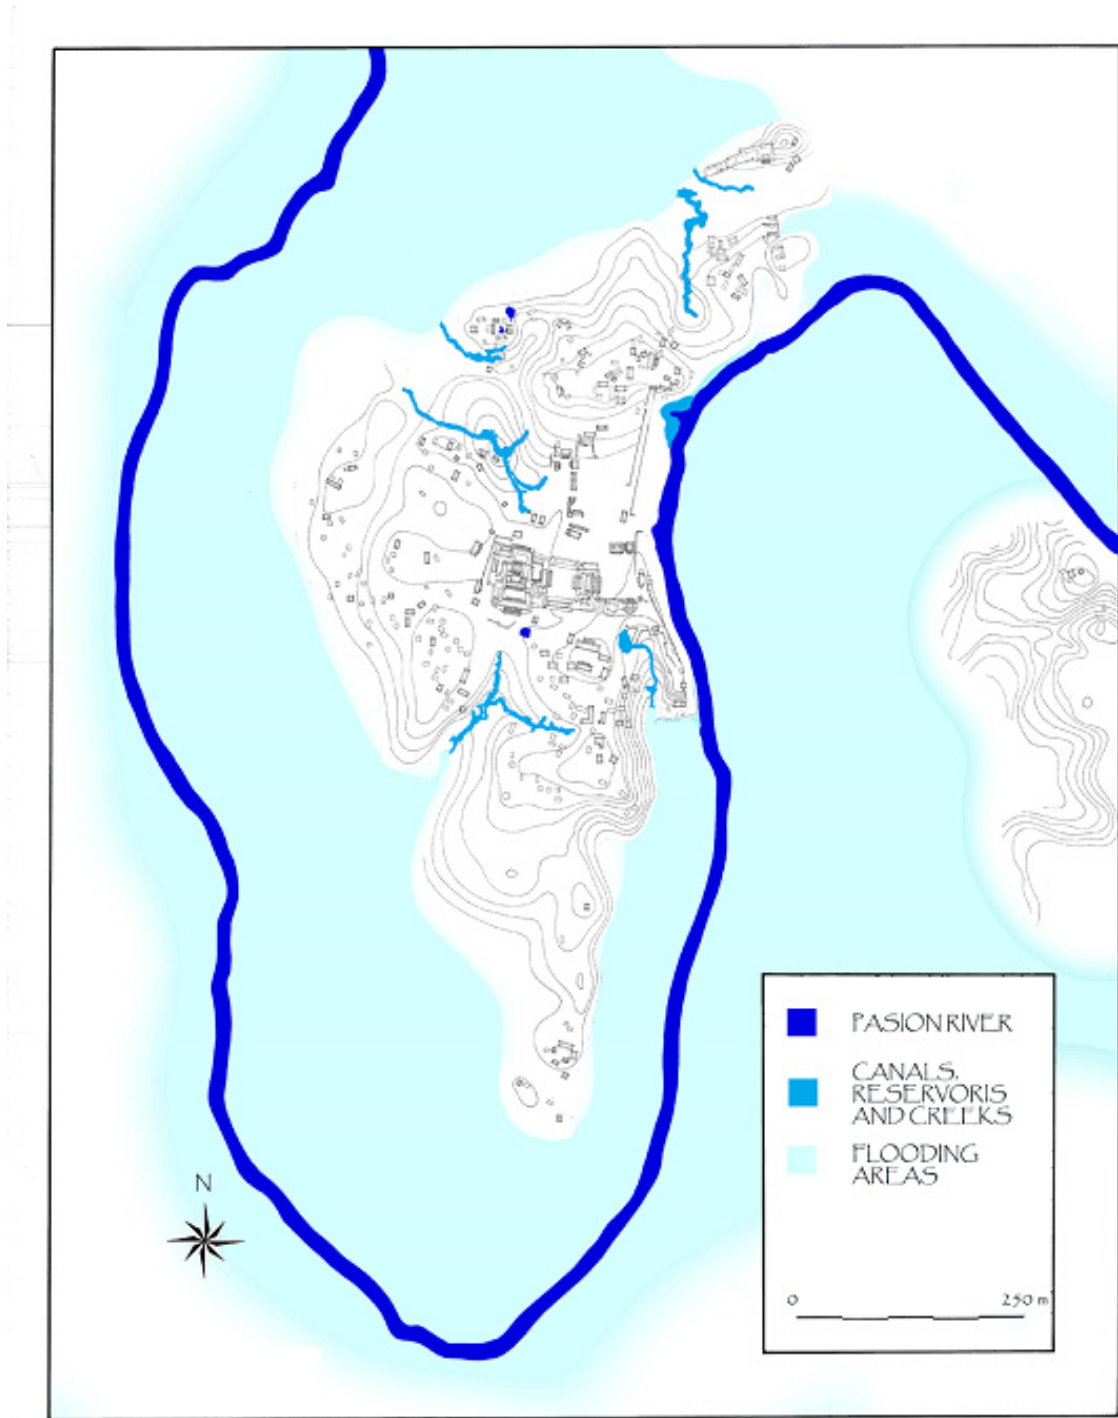 N
PASION RIVER
CANALS,
RESERVORIS
AND CREEKS
FLOODING
AREAS
0 250 m